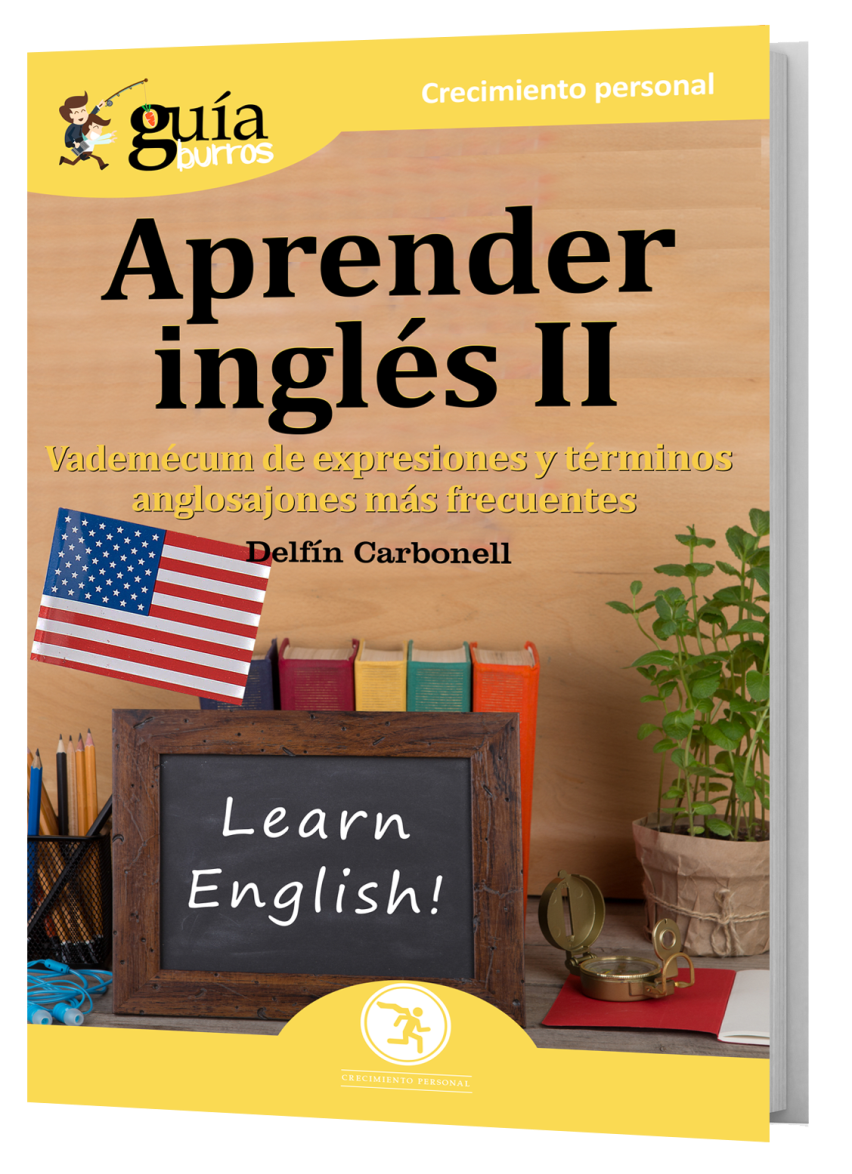 guía
burros
Crecimiento personal
Aprender
inglés II
Vademécum de expresiones y términos
anglosajones más frecuentes
Delfín Carbonell
Learn
English!
CRECIMIENTO PERSONAL